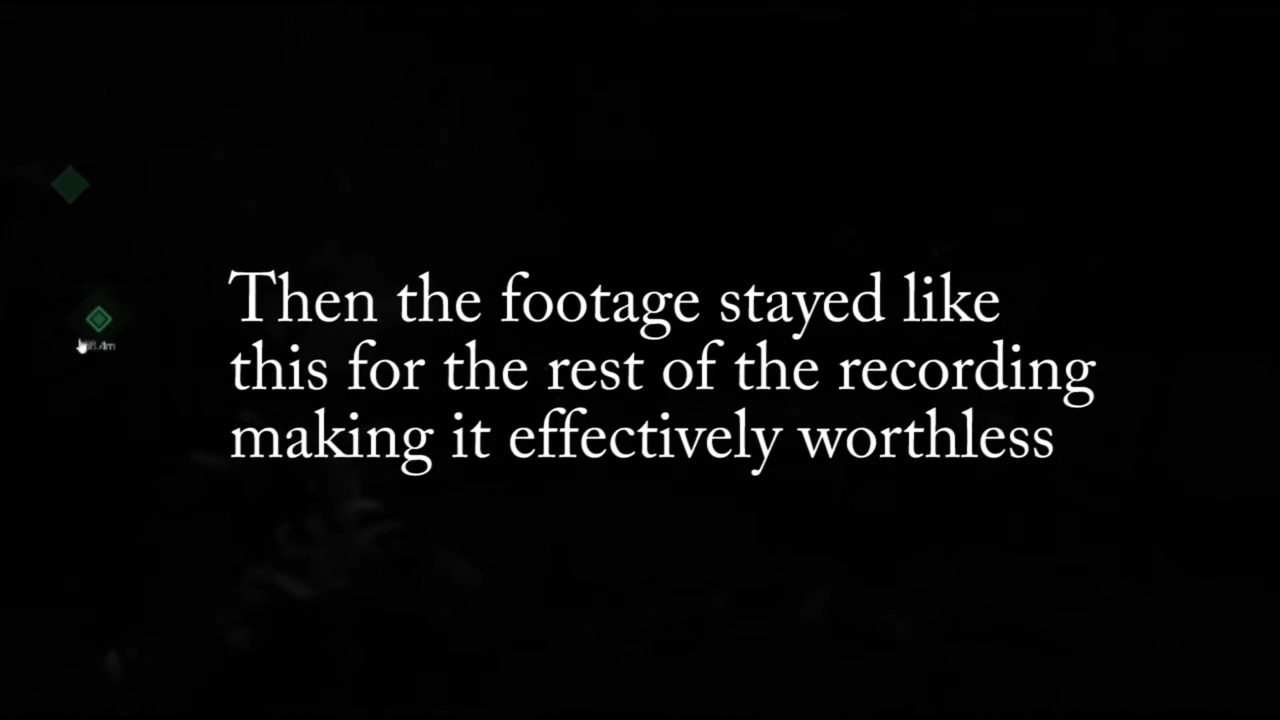 Then the footage stayed like
this for the rest of the recording
making it effectively worthless